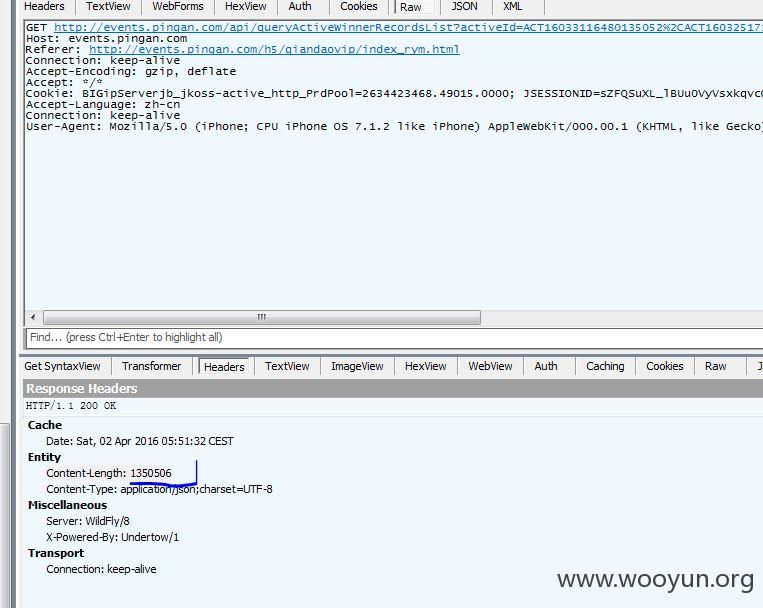 Headers TextView WebForms HexView Auth Cookies Raw JSON XML
GET http://events.pingan.com/api/queryActiveWinnerRecordsList?activeId=ACT16033116480135052%2CACT160325171
Host: events.pingan.com
Referer: http://events.pingan.com/h5/qiandaovip/index_rym.html
Connection: keep-alive
Accept-Encoding: gzip, deflate
Accept: */*
Cookie: BIGipServerjb_jkoss-active_http_PrdPool=2634423468.49015.0000; JSESSIONID=sZFQSuXL_lBUu0VyVsxkqvc
Accept-Language: zh-cn
Connection: keep-alive
User-Agent: Mozilla/5.0 (iPhone; CPU iPhone OS 7.1.2 like iPhone) AppleWebKit/000.00.1 (KHTML, like Gecko
Find... (press Ctrl+Enter to highlight all)
Get SyntaxView Transformer Headers TextView ImageView HexView WebView Auth Caching Cookies Raw J
Response Headers
HTTP/1.1 200 OK
Cache
Date: Sat, 02 Apr 2016 05:51:32 CEST
Entity
Content-Length: 1350506
Content-Type: application/json;charset=UTF-8
Miscellaneous
Server: WildFly/8
X-Powered-By: Undertow/1
Transport
Connection: keep-alive
www.wooyun.org